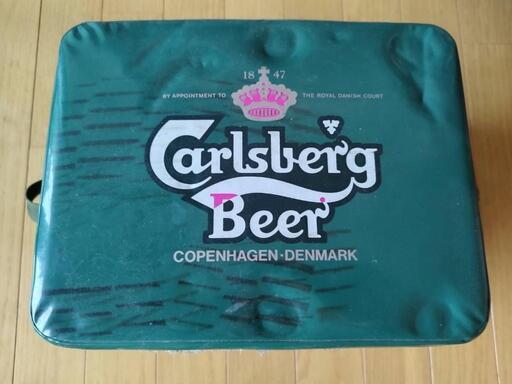 18 47
BY APPOINTMENT TO THE ROYAL DANISH COURT
Carlsberg
Beer
COPENHAGEN·DENMARK